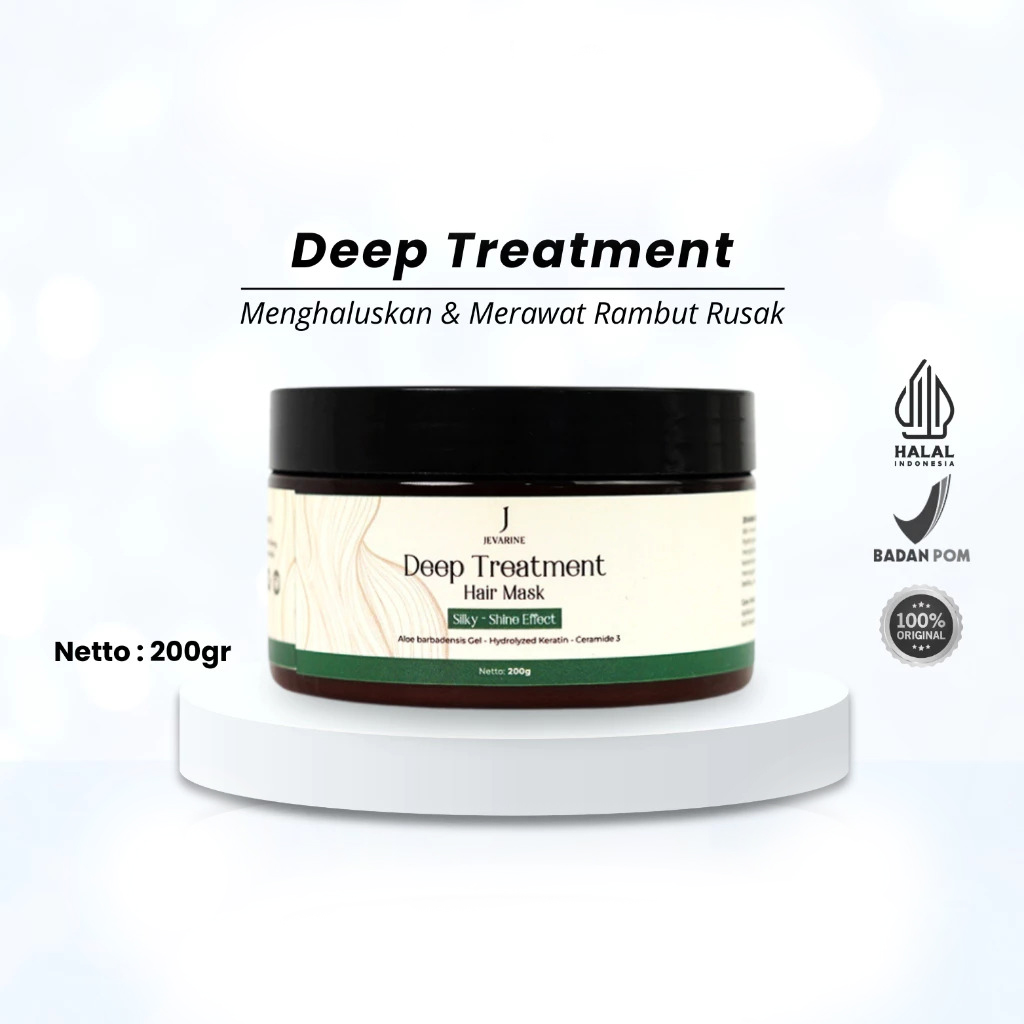 Deep Treatment
Menghaluskan & Merawat Rambut Rusak
HALAL
INDONESIA
BADAN POM
100%
ORIGINAL
Netto : 200gr
J
JEVARINE
Deep Treatment
Hair Mask
Silky - Shine Effect
Aloe barbadensis Gel - Hydrolyzed Keratin - Ceramide 3
Netto: 200g